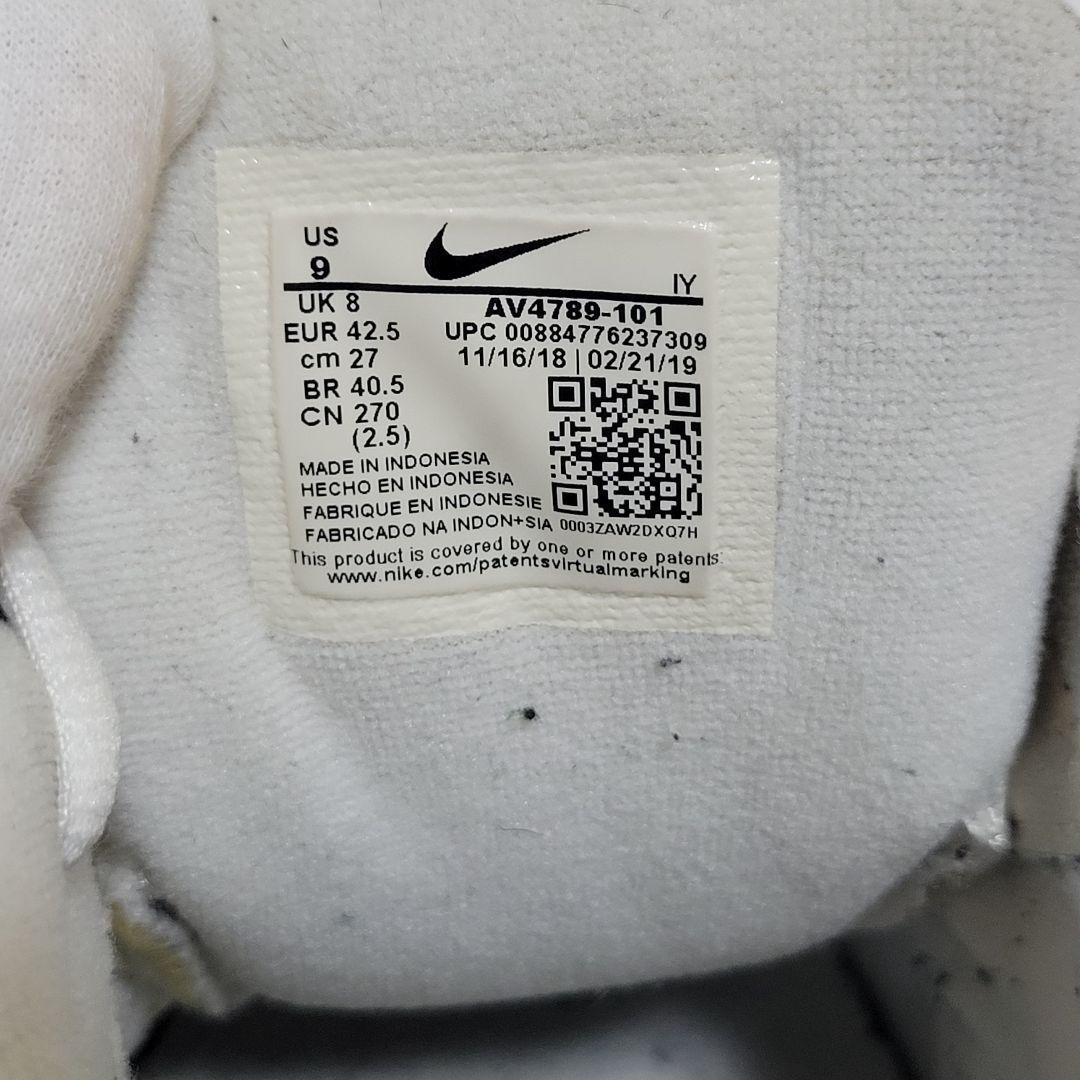 US
9
IY
UK 8
AV4789-101
EUR 42.5
UPC 00884776237309
cm 27
11/16/18 | 02/21/19
BR 40.5
CN 270
(2.5)
MADE IN INDONESIA
HECHO EN INDONESIA
FABRIQUE EN INDONESIE
FABRICADO NA INDON+SIA
0003ZAW2DXQ7H
This product is covered by one or more patents.
www.nike.com/patentsvirtualmarking